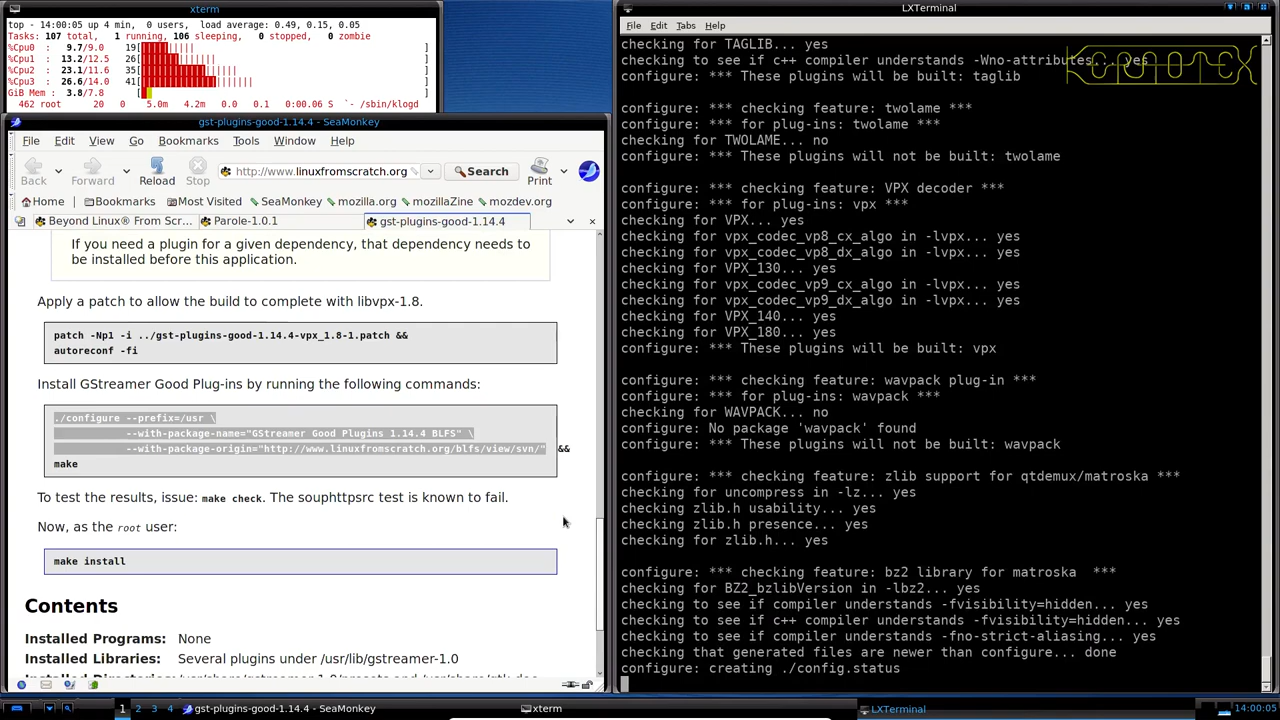 xterm
top - 14:00:05 up 4 min, 0 users, load average: 0.49, 0.15, 0.05
Tasks: 107 total, 1 running, 106 sleeping, 0 stopped, 0 zombie
%Cpu0 : 9.7/9.0 19[
%Cpu1 : 13.2/12.5 26[
%Cpu2 : 23.1/11.6 35[
%Cpu3 : 26.6/14.0 41[
GiB Mem : 3.8/7.8 [
462 root 20 0 5.0m 4.2m 0.0 0.1 0:00.06 S `- /sbin/klogd
gst-plugins-good-1.14.4 - SeaMonkey
File Edit View Go Bookmarks Tools Window Help
Back Forward Reload Stop http://www.linuxfromscratch.org Search Print
Home Bookmarks Most Visited SeaMonkey mozilla.org mozillaZine mozdev.org
Beyond Linux® From Scr... Parole-1.0.1 gst-plugins-good-1.14.4
If you need a plugin for a given dependency, that dependency needs to
be installed before this application.
Apply a patch to allow the build to complete with libvpx-1.8.
patch -Np1 -i ../gst-plugins-good-1.14.4-vpx_1.8-1.patch &&
autoreconf -fi
Install GStreamer Good Plug-ins by running the following commands:
./configure --prefix=/usr \
--with-package-name="GStreamer Good Plugins 1.14.4 BLFS" \
--with-package-origin="http://www.linuxfromscratch.org/blfs/view/svn/" &&
make
To test the results, issue: make check. The souphttpsrc test is known to fail.
Now, as the root user:
make install
Contents
Installed Programs: None
Installed Libraries: Several plugins under /usr/lib/gstreamer-1.0
LXTerminal
File Edit Tabs Help
checking for TAGLIB... yes
checking to see if c++ compiler understands -Wno-attributes... yes
configure: *** These plugins will be built: taglib
configure: *** checking feature: twolame ***
configure: *** for plug-ins: twolame ***
checking for TWOLAME... no
configure: *** These plugins will not be built: twolame
configure: *** checking feature: VPX decoder ***
configure: *** for plug-ins: vpx ***
checking for VPX... yes
checking for vpx_codec_vp8_cx_algo in -lvpx... yes
checking for vpx_codec_vp8_dx_algo in -lvpx... yes
checking for VPX_130... yes
checking for vpx_codec_vp9_cx_algo in -lvpx... yes
checking for vpx_codec_vp9_dx_algo in -lvpx... yes
checking for VPX_140... yes
checking for VPX_180... yes
configure: *** These plugins will be built: vpx
configure: *** checking feature: wavpack plug-in ***
configure: *** for plug-ins: wavpack ***
checking for WAVPACK... no
configure: No package 'wavpack' found
configure: *** These plugins will not be built: wavpack
configure: *** checking feature: zlib support for qtdemux/matroska ***
checking for uncompress in -lz... yes
checking zlib.h usability... yes
checking zlib.h presence... yes
checking for zlib.h... yes
configure: *** checking feature: bz2 library for matroska ***
checking for BZ2_bzlibVersion in -lbz2... yes
checking to see if compiler understands -fvisibility=hidden... yes
checking to see if c++ compiler understands -fvisibility=hidden... yes
checking to see if compiler understands -fno-strict-aliasing... yes
checking that generated files are newer than configure... done
configure: creating ./config.status
1 2 3 4 gst-plugins-good-1.14.4 - SeaMonkey xterm LXTerminal 14:00:05